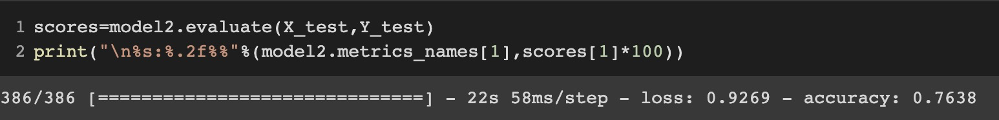 1 scores=model2.evaluate(X_test,Y_test)
2 print("\n%s:%.2f%%"%(model2.metrics_names[1],scores[1]*100))
386/386 [==============================] - 22s 58ms/step - loss: 0.9269 - accuracy: 0.7638